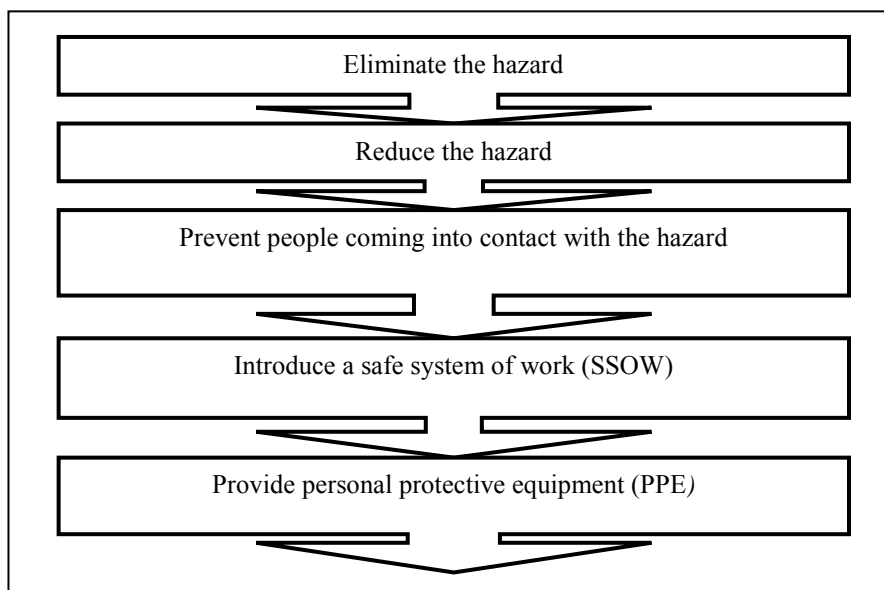 Eliminate the hazard
Reduce the hazard
Prevent people coming into contact with the hazard
Introduce a safe system of work (SSOW)
Provide personal protective equipment (PPE)